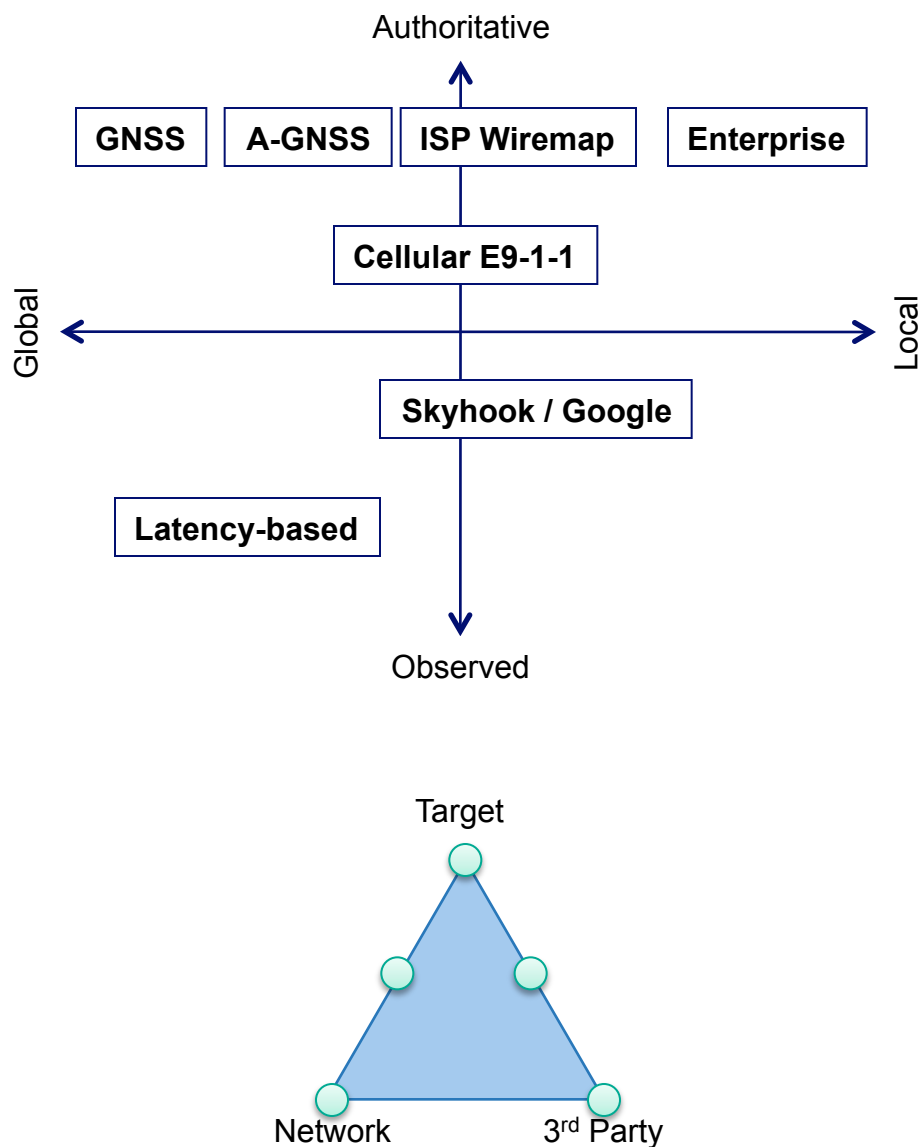 Authoritative
GNSS
A-GNSS
ISP Wiremap
Enterprise
Cellular E9-1-1
Global
Local
Skyhook / Google
Latency-based
Observed
Target
Network
3rd Party